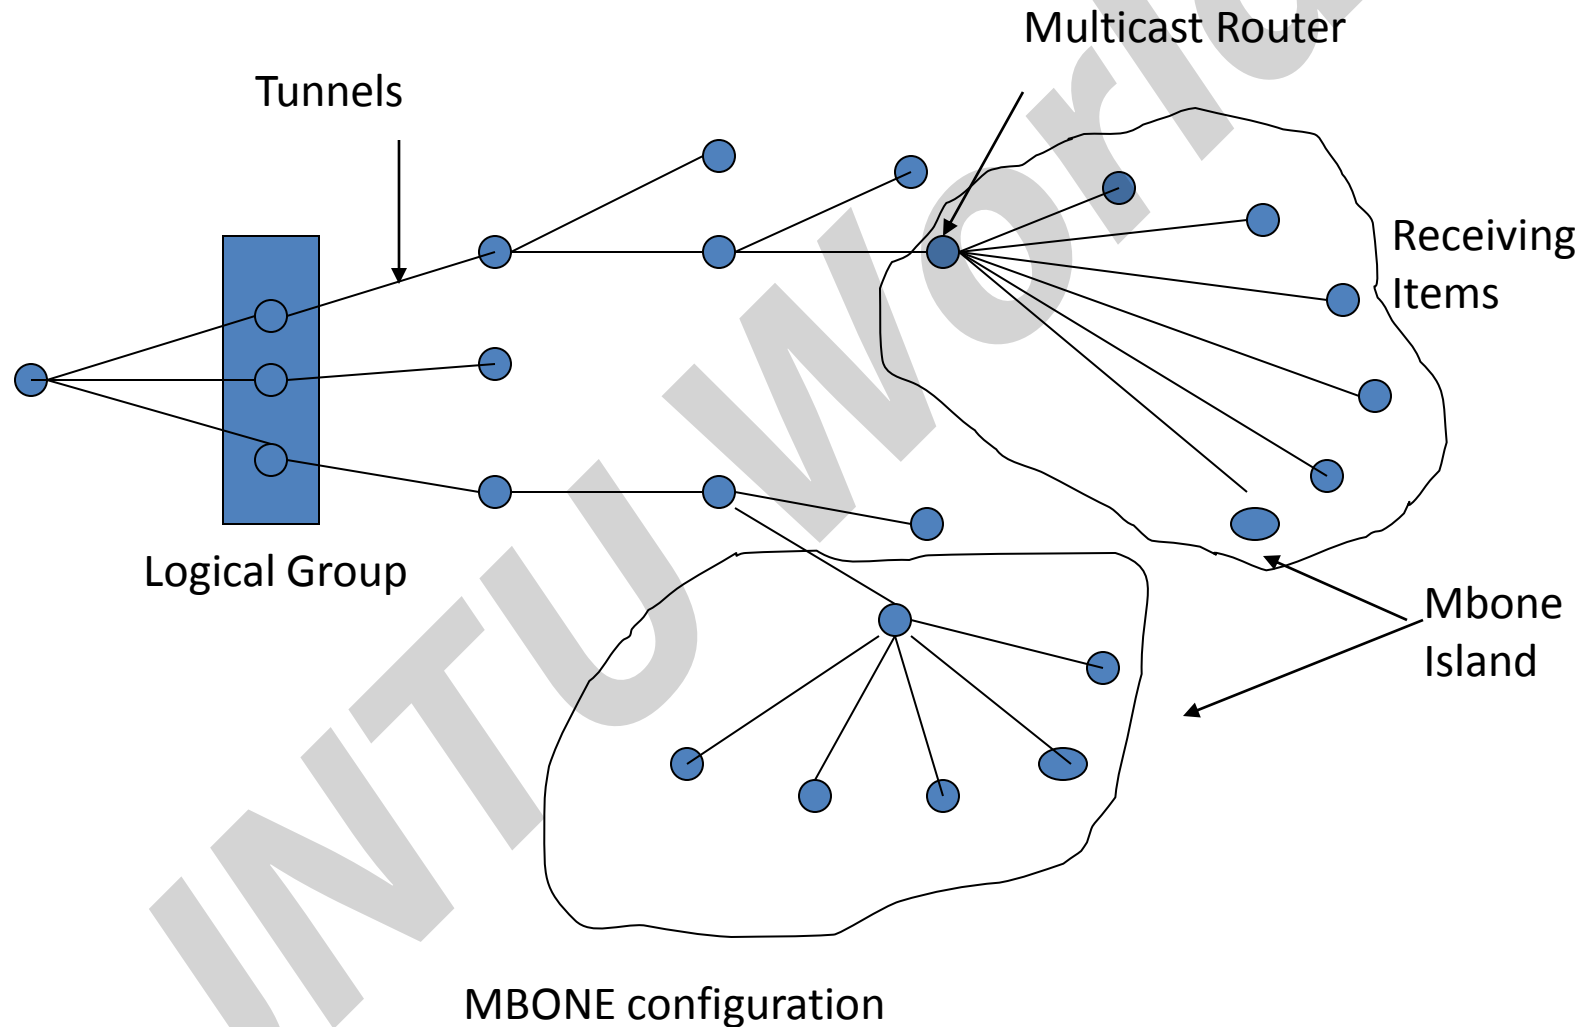 Multicast Router
Tunnels
Receiving
Items
Logical Group
Mbone
Island
MBONE configuration
JNTU World